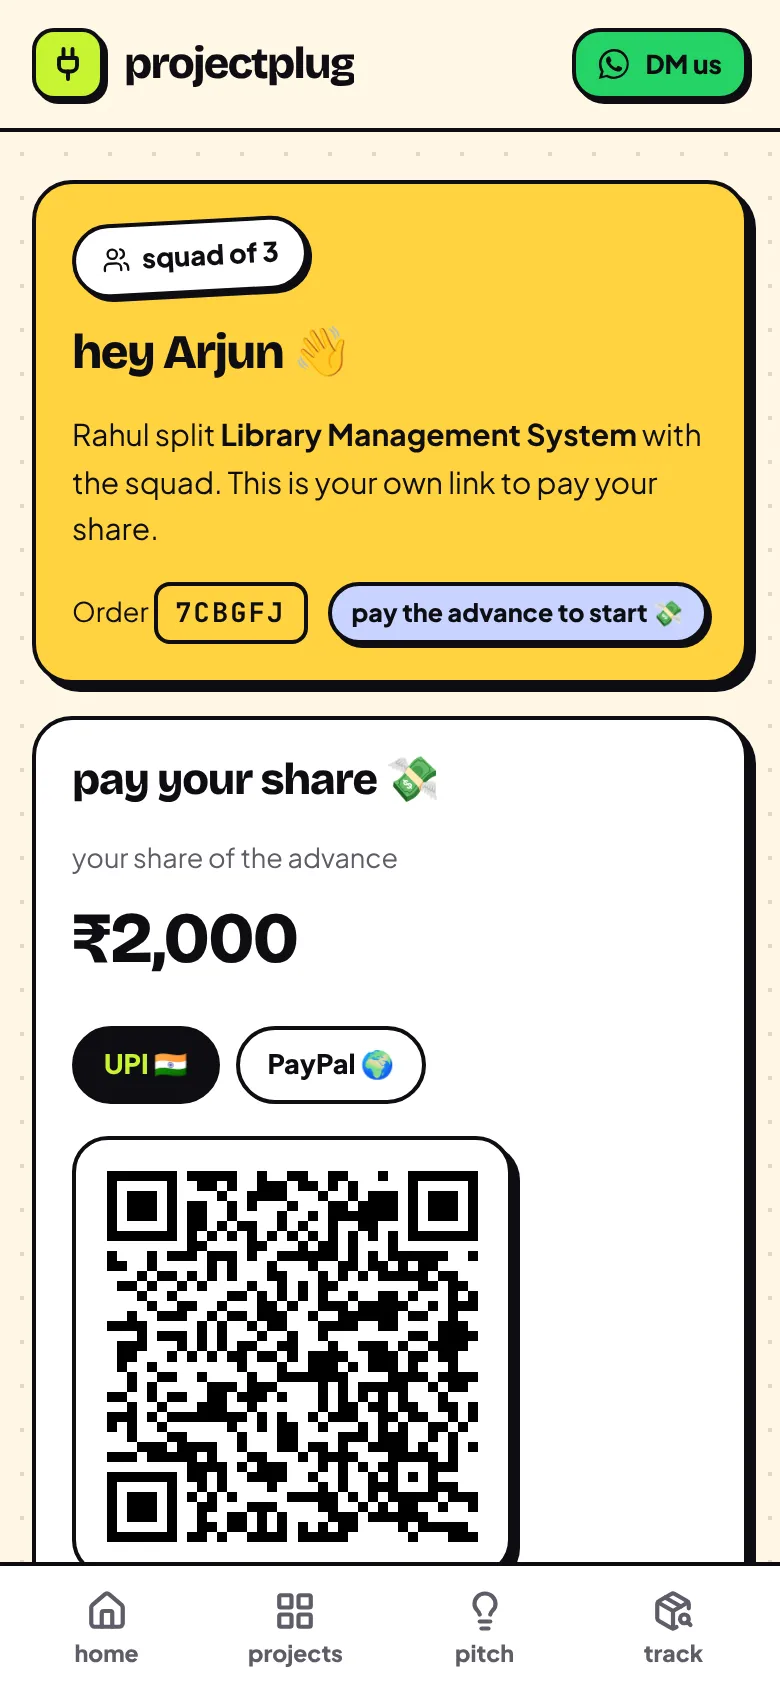 projectplug
DM us
squad of 3
hey Arjun 👋
Rahul split Library Management System with
the squad. This is your own link to pay your
share.
Order 7CBGFJ pay the advance to start 💸
pay your share 💸
your share of the advance
₹2,000
UPI 🇮🇳 PayPal 🌍
home projects pitch track